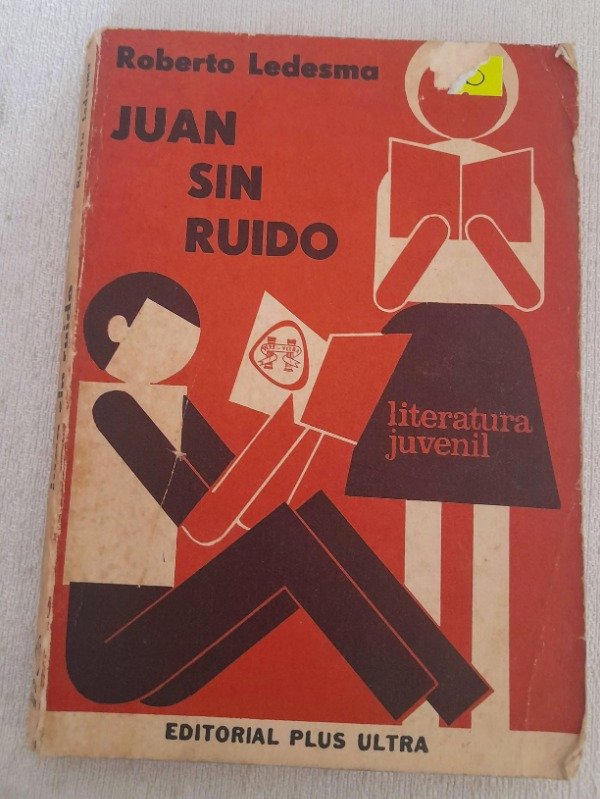 Roberto Ledesma
JUAN
SIN
RUIDO
literatura
juvenil
EDITORIAL PLUS ULTRA